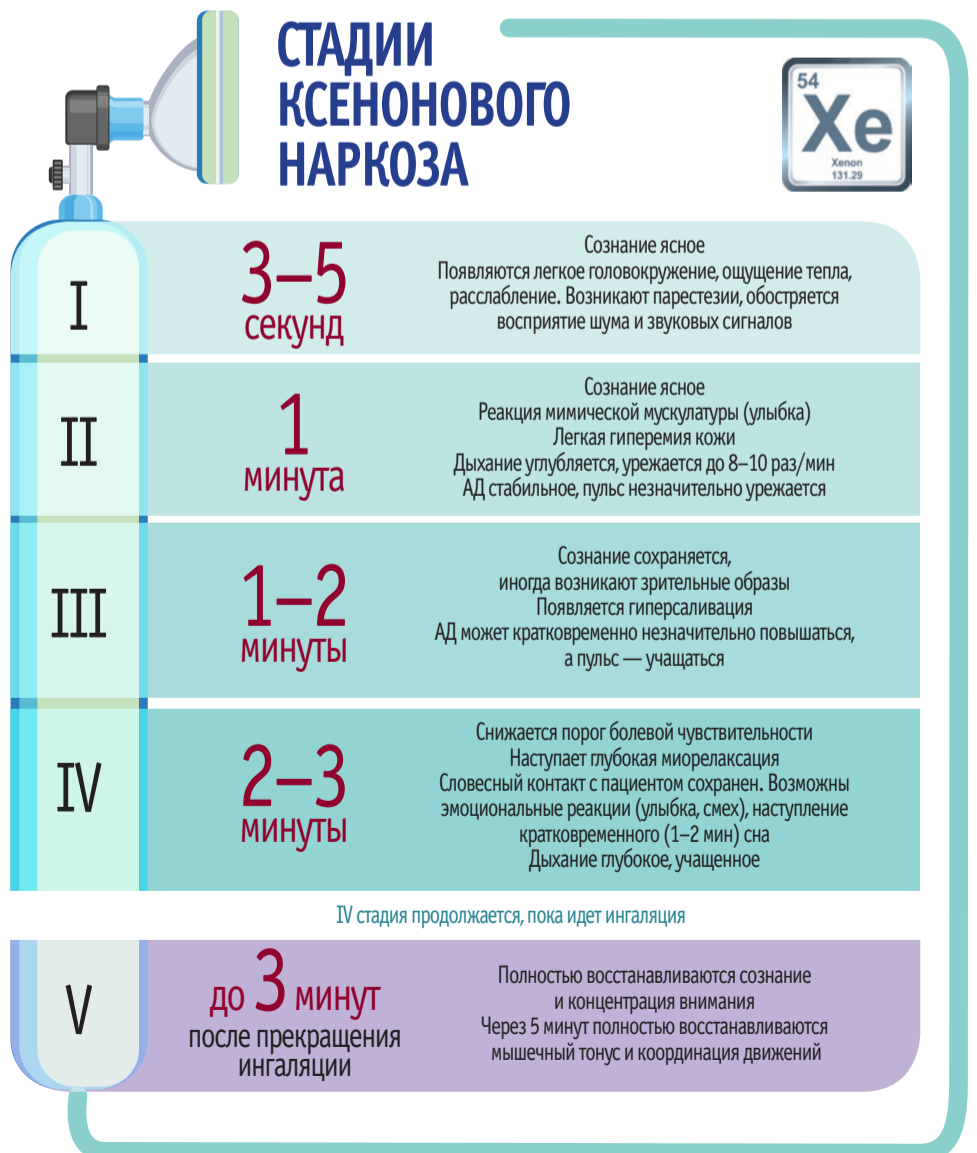 СТАДИИ
КСЕНОНОВОГО
НАРКОЗА
54
Xe
Xenon
131.29
I
3–5
секунд
Сознание ясное
Появляются легкое головокружение, ощущение тепла,
расслабление. Возникают парестезии, обостряется
восприятие шума и звуковых сигналов
II
1
минута
Сознание ясное
Реакция мимической мускулатуры (улыбка)
Легкая гиперемия кожи
Дыхание углубляется, урежается до 8–10 раз/мин
АД стабильное, пульс незначительно урежается
III
1–2
минуты
Сознание сохраняется,
иногда возникают зрительные образы
Появляется гиперсаливация
АД может кратковременно незначительно повышаться,
а пульс — учащаться
IV
2–3
минуты
Снижается порог болевой чувствительности
Наступает глубокая миорелаксация
Словесный контакт с пациентом сохранен. Возможны
эмоциональные реакции (улыбка, смех), наступление
кратковременного (1–2 мин) сна
Дыхание глубокое, учащенное
IV стадия продолжается, пока идет ингаляция
V
до 3 минут
после прекращения
ингаляции
Полностью восстанавливаются сознание
и концентрация внимания
Через 5 минут полностью восстанавливаются
мышечный тонус и координация движений